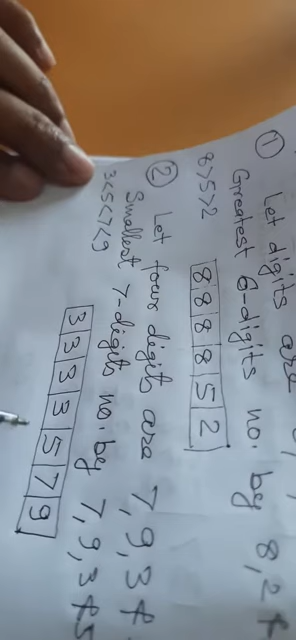 ① Let digits are
Greatest 6-digits no. by 8, 2 &
8>5>2
8 8 8 8 5 2
② Let four digits are 7, 9, 3 &
Smallest 7-digits no. by 7, 9, 3 & 5
3<5<7<9
3 3 3 3 5 7 9